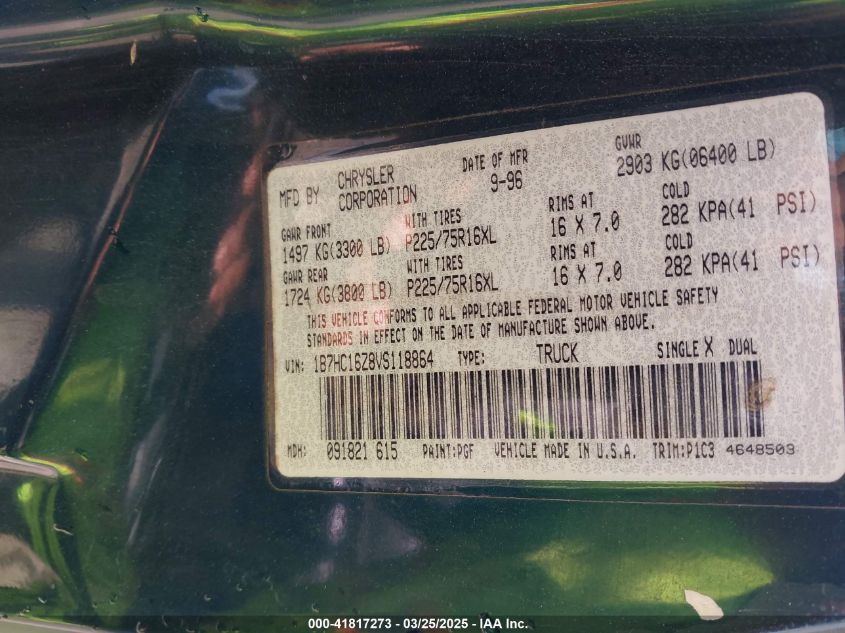 MFD BY CHRYSLER CORPORATION DATE OF MFR 9-96 GVWR 2903 KG(06400 LB)
GAWR FRONT WITH TIRES RIMS AT COLD
1497 KG(3300 LB) P225/75R16XL 16 X 7.0 282 KPA(41 PSI)
GAWR REAR WITH TIRES RIMS AT COLD
1724 KG(3800 LB) P225/75R16XL 16 X 7.0 282 KPA(41 PSI)
THIS VEHICLE CONFORMS TO ALL APPLICABLE FEDERAL MOTOR VEHICLE SAFETY
STANDARDS IN EFFECT ON THE DATE OF MANUFACTURE SHOWN ABOVE.
VIN: 1B7HC16Z8VS118864 TYPE: TRUCK SINGLE X DUAL
MDH: 091821 615 PAINT:PGF VEHICLE MADE IN U.S.A. TRIM:P1C3 4648503
000-41817273 - 03/25/2025 - IAA Inc.